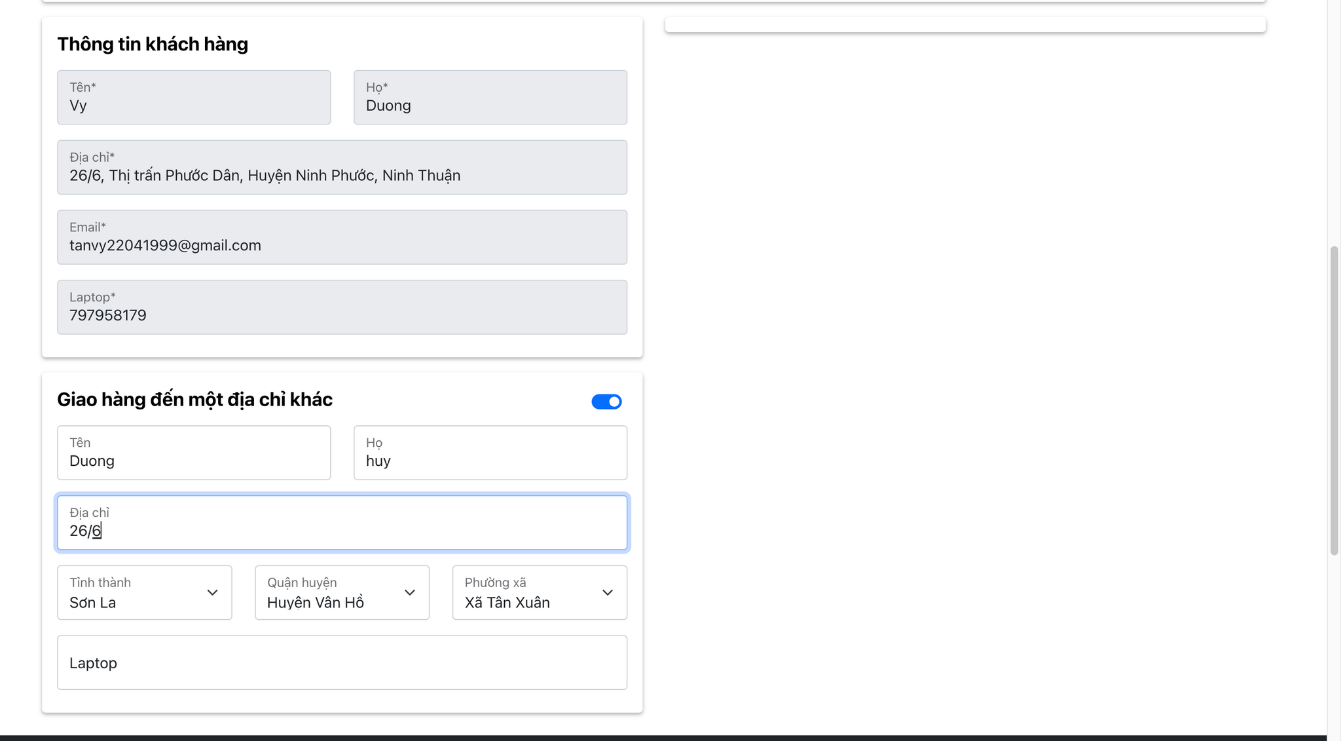 Thông tin khách hàng
Tên*
Vy
Họ*
Duong
Địa chỉ*
26/6, Thị trấn Phước Dân, Huyện Ninh Phước, Ninh Thuận
Email*
tanvy22041999@gmail.com
Laptop*
797958179
Giao hàng đến một địa chỉ khác
Tên
Duong
Họ
huy
Địa chỉ
26/6
Tỉnh thành
Sơn La
Quận huyện
Huyện Vân Hồ
Phường xã
Xã Tân Xuân
Laptop